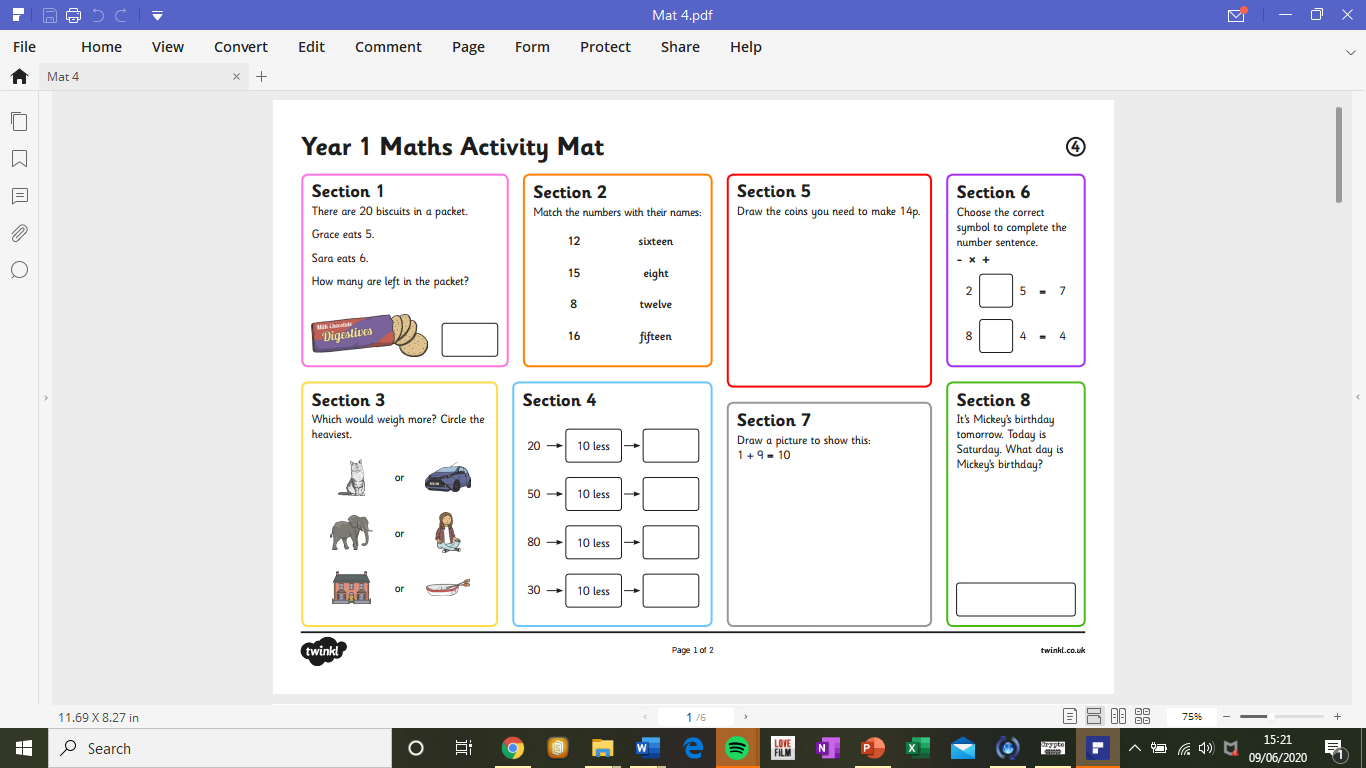 Mat 4.pdf
File Home View Convert Edit Comment Page Form Protect Share Help
Mat 4
Year 1 Maths Activity Mat
4
Section 1
There are 20 biscuits in a packet.
Grace eats 5.
Sara eats 6.
How many are left in the packet?
Milk Chocolate
Digestives
Section 2
Match the numbers with their names:
12 sixteen
15 eight
8 twelve
16 fifteen
Section 5
Draw the coins you need to make 14p.
Section 6
Choose the correct
symbol to complete the
number sentence.
- × +
2 5 = 7
8 4 = 4
Section 3
Which would weigh more? Circle the
heaviest.
or
or
or
Section 4
20 10 less
50 10 less
80 10 less
30 10 less
Section 7
Draw a picture to show this:
1 + 9 = 10
Section 8
It's Mickey's birthday
tomorrow. Today is
Saturday. What day is
Mickey's birthday?
twinkl
Page 1 of 2
twinkl.co.uk
11.69 X 8.27 in
1 /6
75%
Search
LOVE
FILM
Crypto
15:21
09/06/2020
1